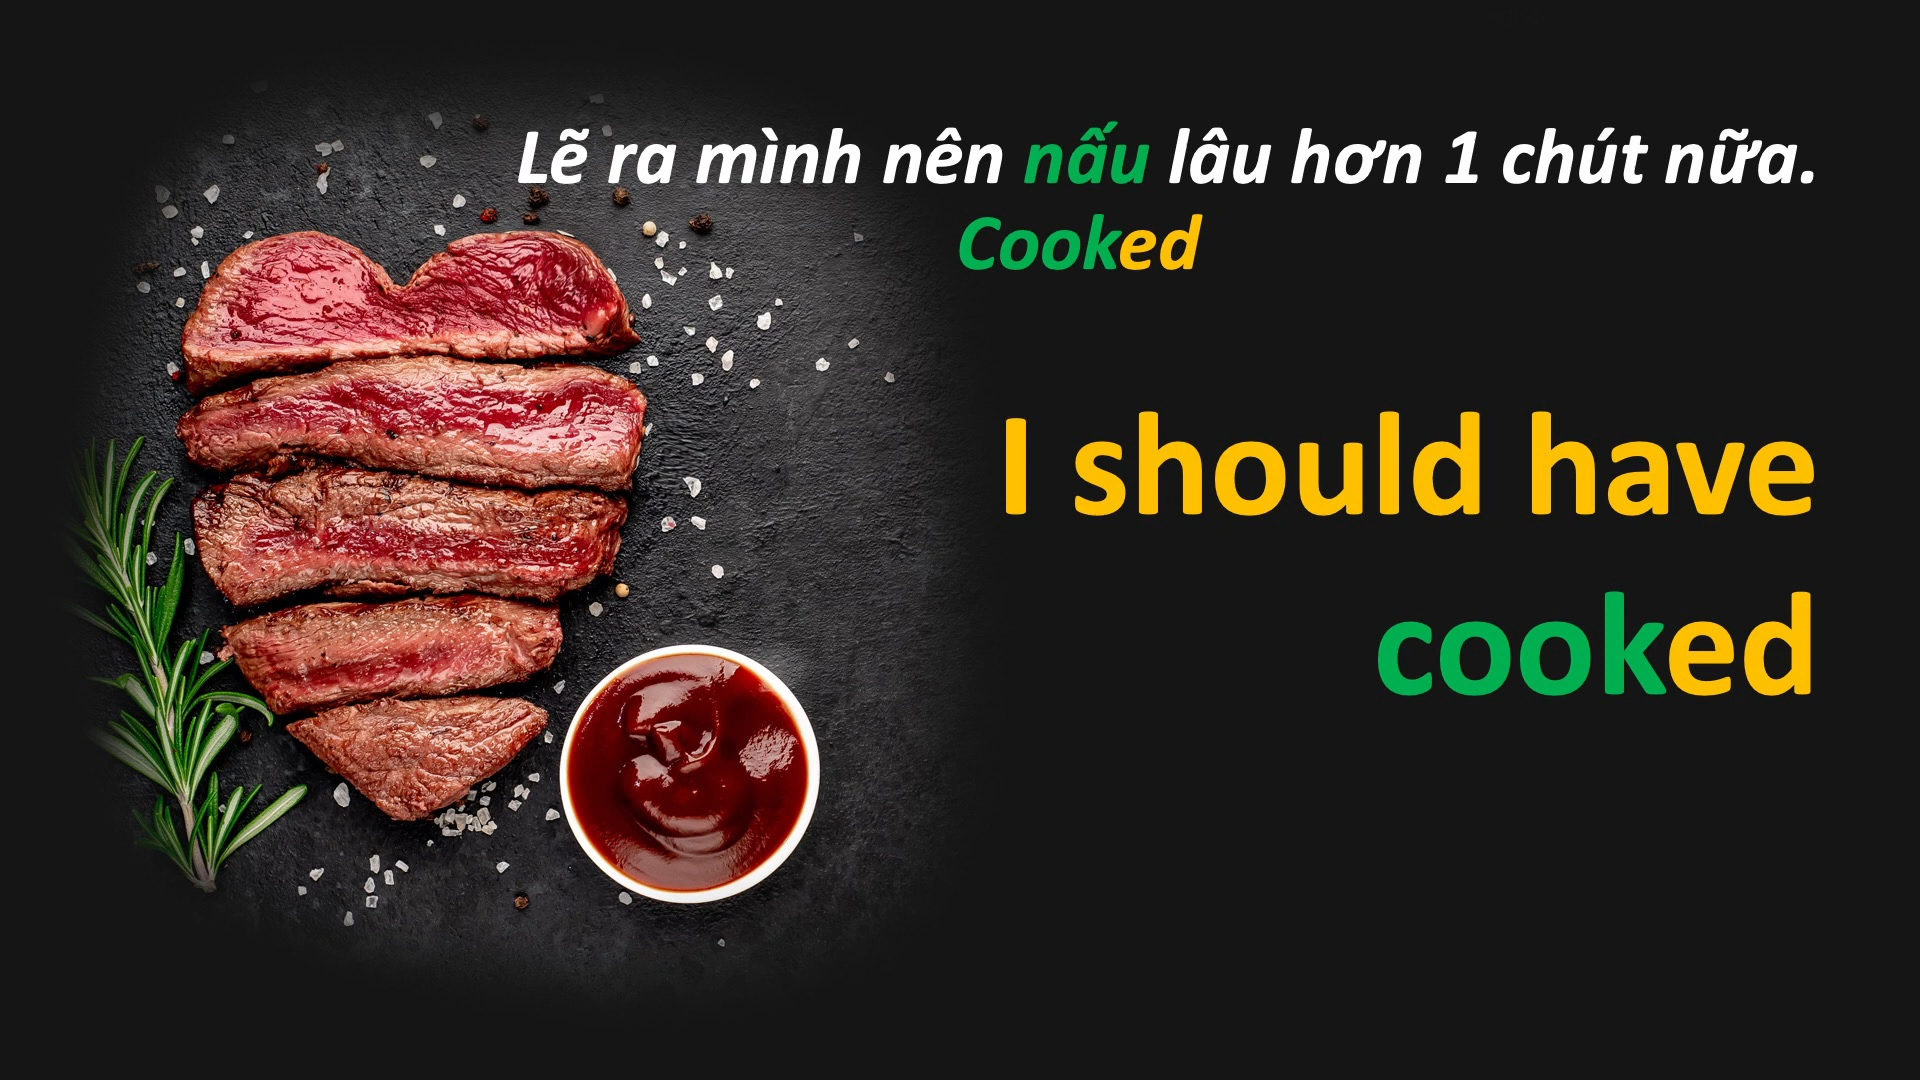 Lẽ ra mình nên nấu lâu hơn 1 chút nữa.
Cooked
I should have
cooked